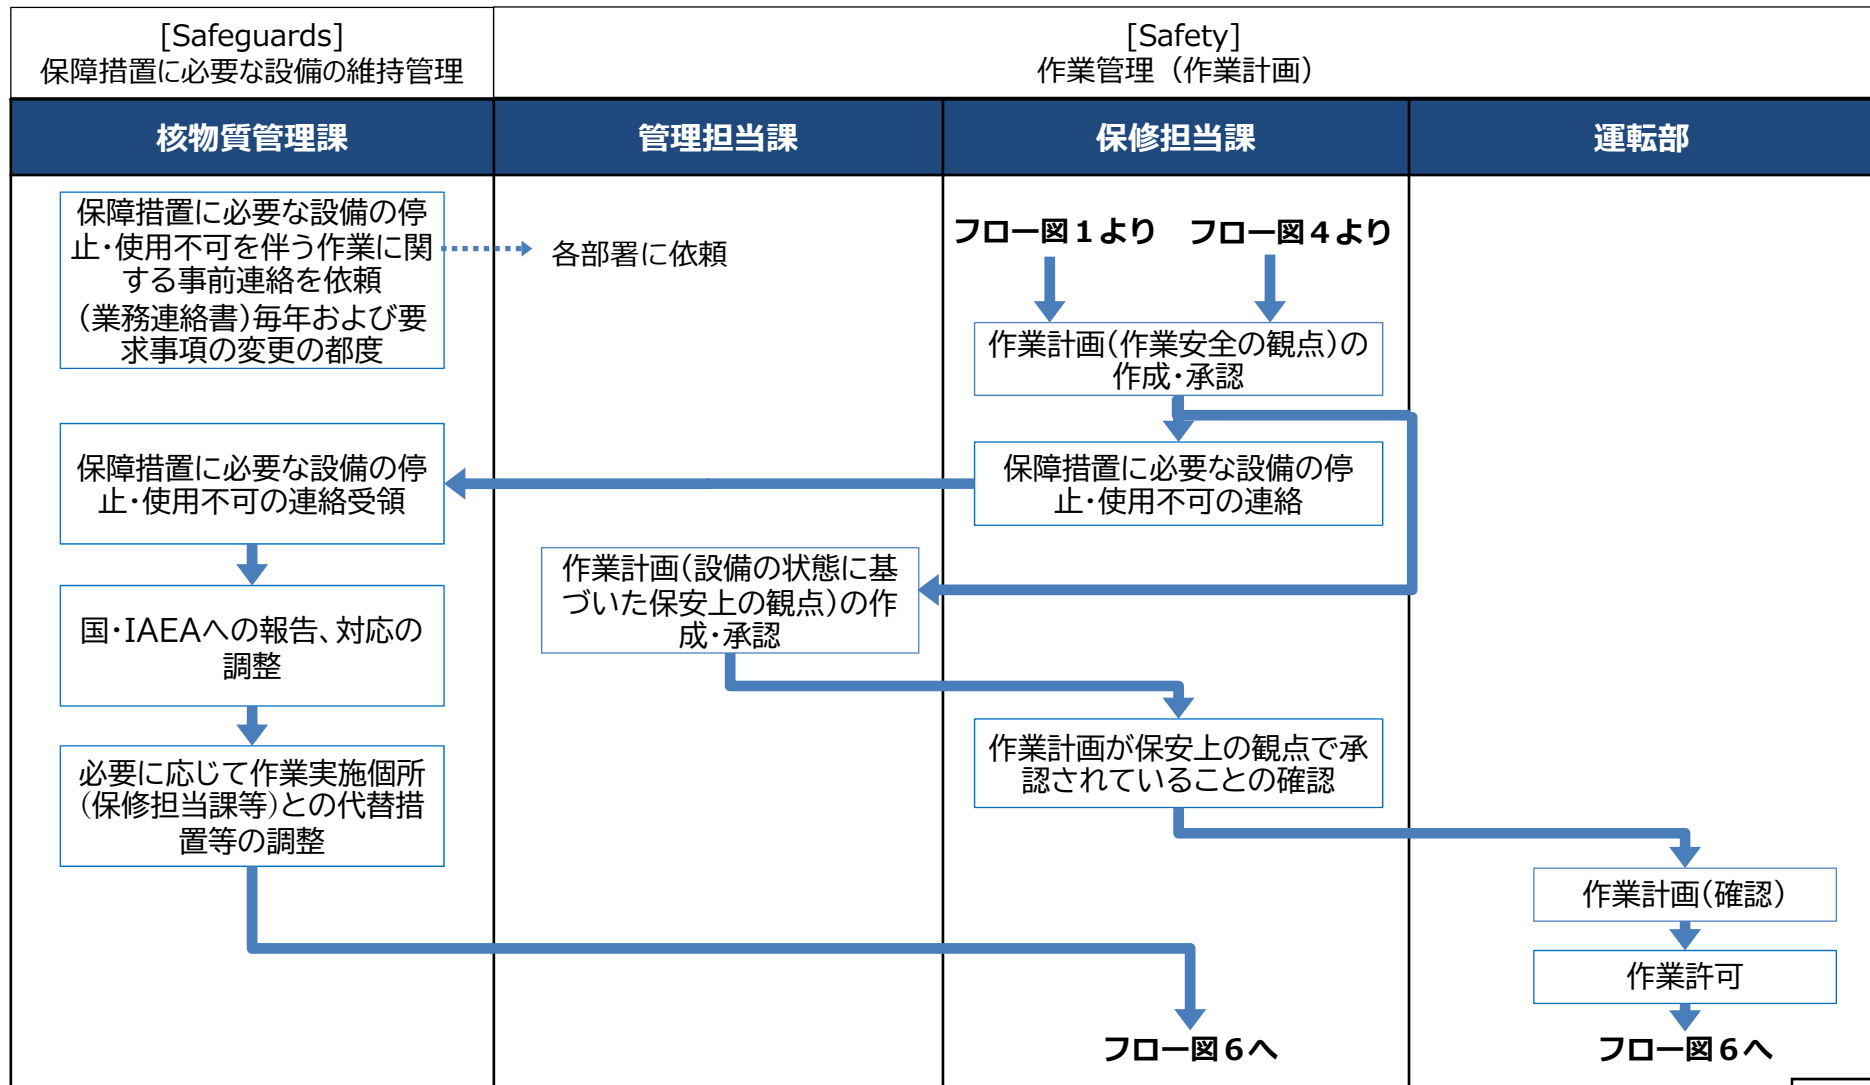 [Safeguards]
保障措置に必要な設備の維持管理
[Safety]
作業管理（作業計画）
核物質管理課
管理担当課
保修担当課
運転部
保障措置に必要な設備の停
止・使用不可を伴う作業に関
する事前連絡を依頼
（業務連絡書）毎年および要
求事項の変更の都度
各部署に依頼
フロー図１より
フロー図４より
作業計画（作業安全の観点）の
作成・承認
保障措置に必要な設備の停
止・使用不可の連絡受領
保障措置に必要な設備の停
止・使用不可の連絡
作業計画（設備の状態に基
づいた保安上の観点）の作
成・承認
国・IAEAへの報告、対応の
調整
作業計画が保安上の観点で承
認されていることの確認
必要に応じて作業実施個所
（保修担当課等）との代替措
置等の調整
作業計画（確認）
作業許可
フロー図６へ
フロー図６へ